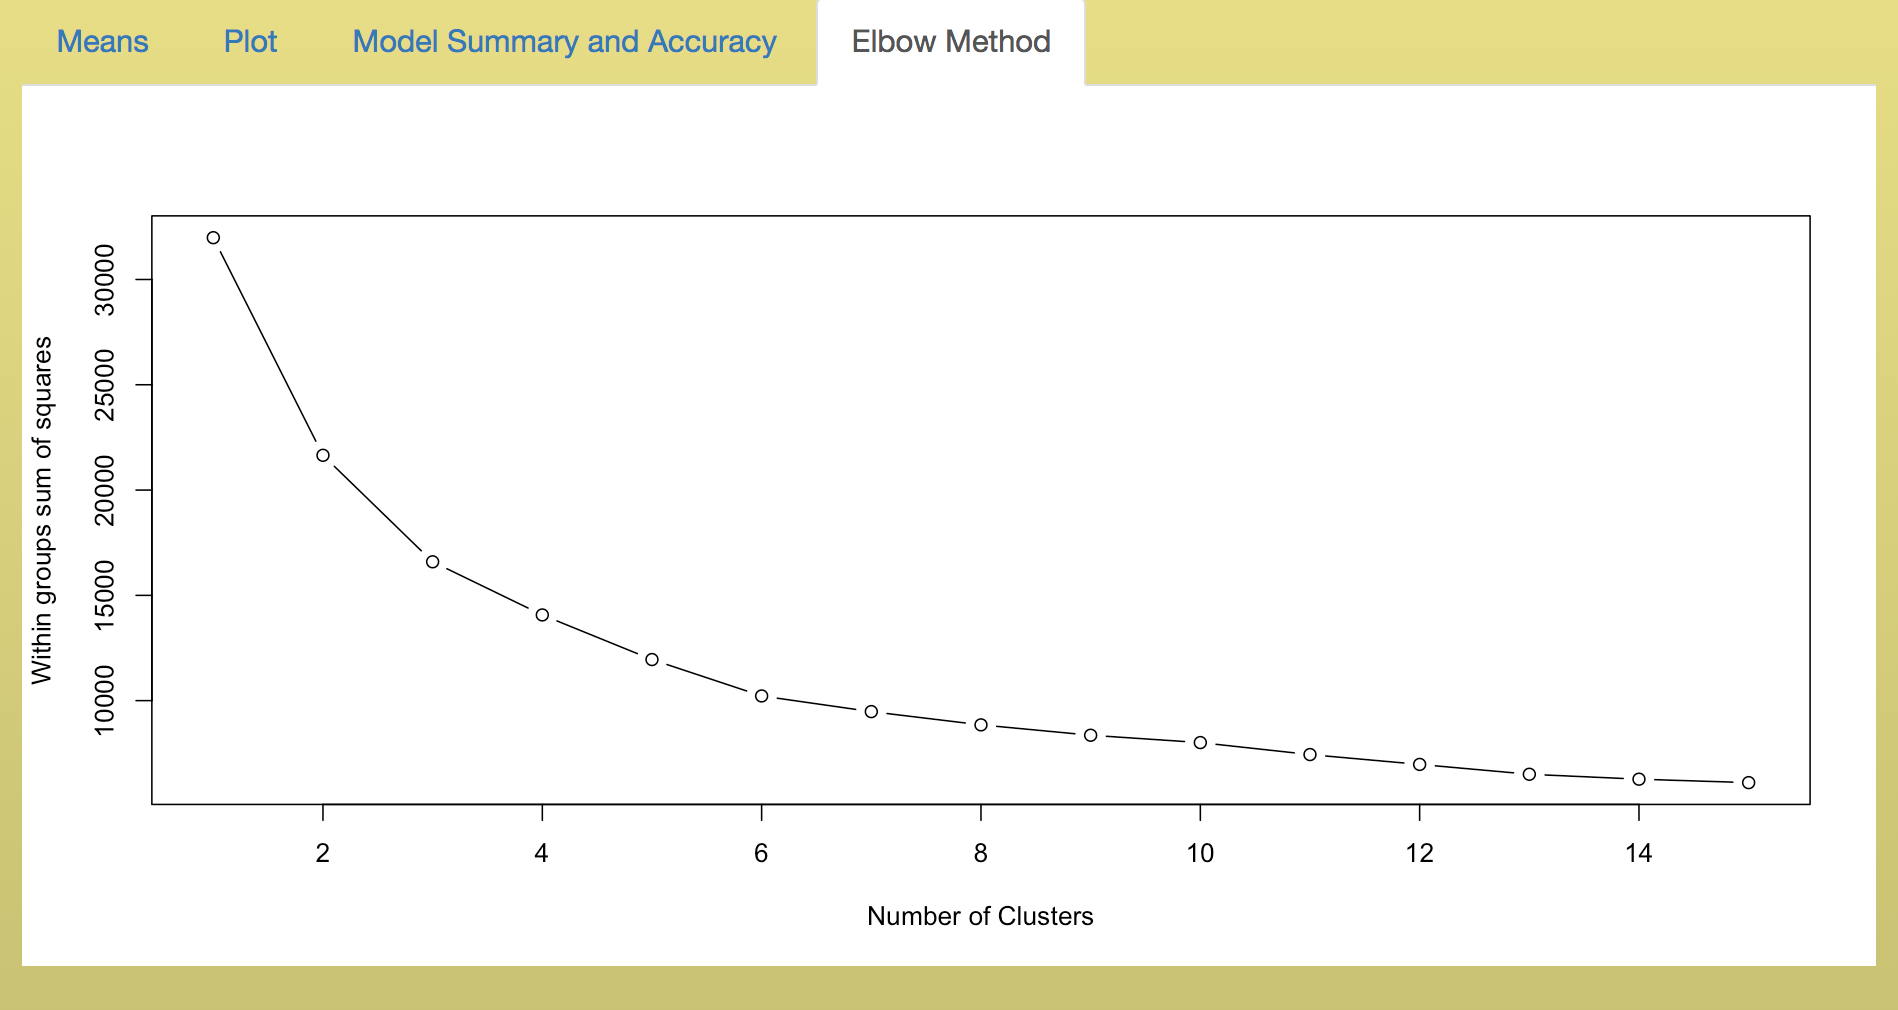 Means Plot Model Summary and Accuracy Elbow Method
30000
25000
20000
15000
10000
Within groups sum of squares
2 4 6 8 10 12 14
Number of Clusters